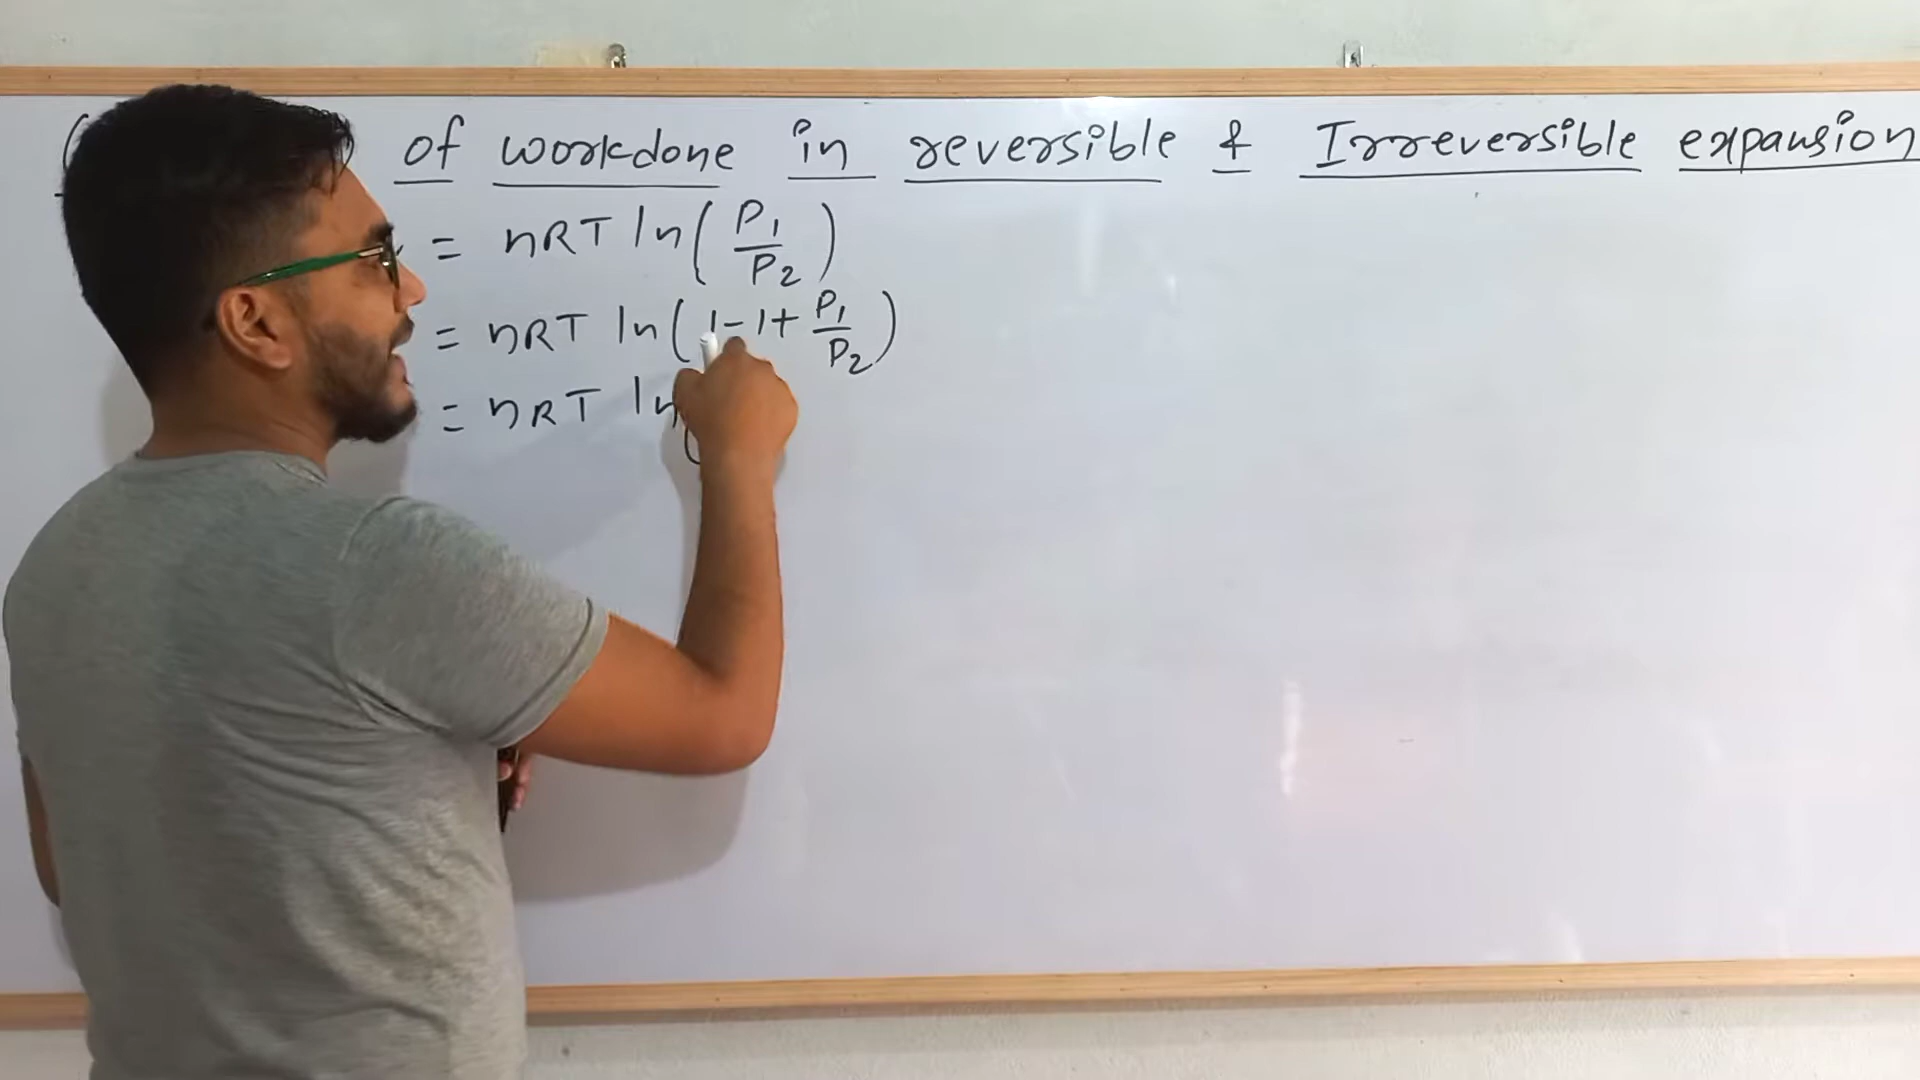 of workdone in reversible & Irreversible expansion
= nRT ln(P₁/P₂)
= nRT ln(1-1+P₁/P₂)
= nRT ln(